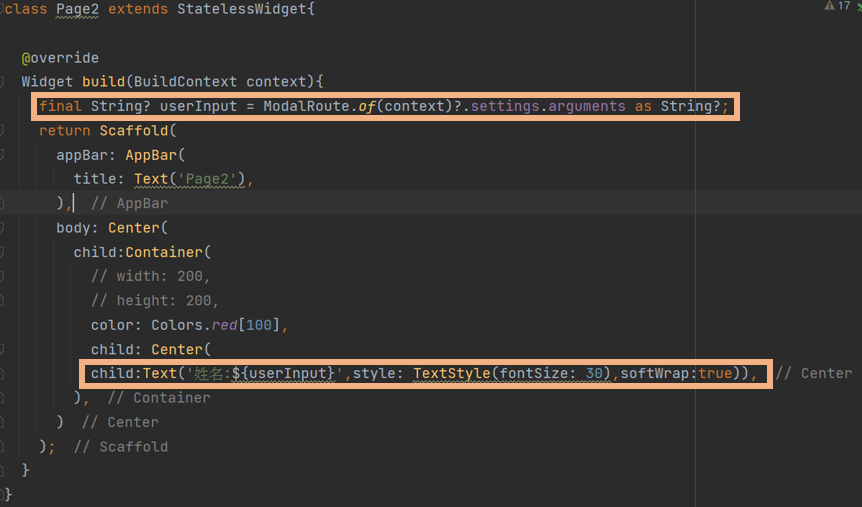 class Page2 extends StatelessWidget{
17
@override
Widget build(BuildContext context){
final String? userInput = ModalRoute.of(context)?.settings.arguments as String?;
return Scaffold(
appBar: AppBar(
title: Text('Page2'),
), // AppBar
body: Center(
child:Container(
// width: 200,
// height: 200,
color: Colors.red[100],
child: Center(
child:Text('姓名:${userInput}',style: TextStyle(fontSize: 30),softWrap:true)), // Center
), // Container
) // Center
); // Scaffold
}
}